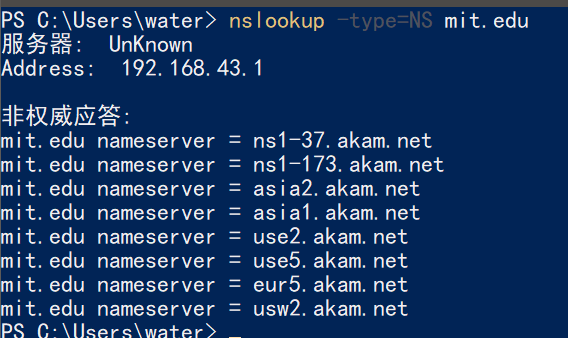 PS C:\Users\water> nslookup -type=NS mit.edu
服务器:  UnKnown
Address:  192.168.43.1
非权威应答:
mit.edu nameserver = ns1-37.akam.net
mit.edu nameserver = ns1-173.akam.net
mit.edu nameserver = asia2.akam.net
mit.edu nameserver = asia1.akam.net
mit.edu nameserver = use2.akam.net
mit.edu nameserver = use5.akam.net
mit.edu nameserver = eur5.akam.net
mit.edu nameserver = usw2.akam.net
PS C:\Users\water> _